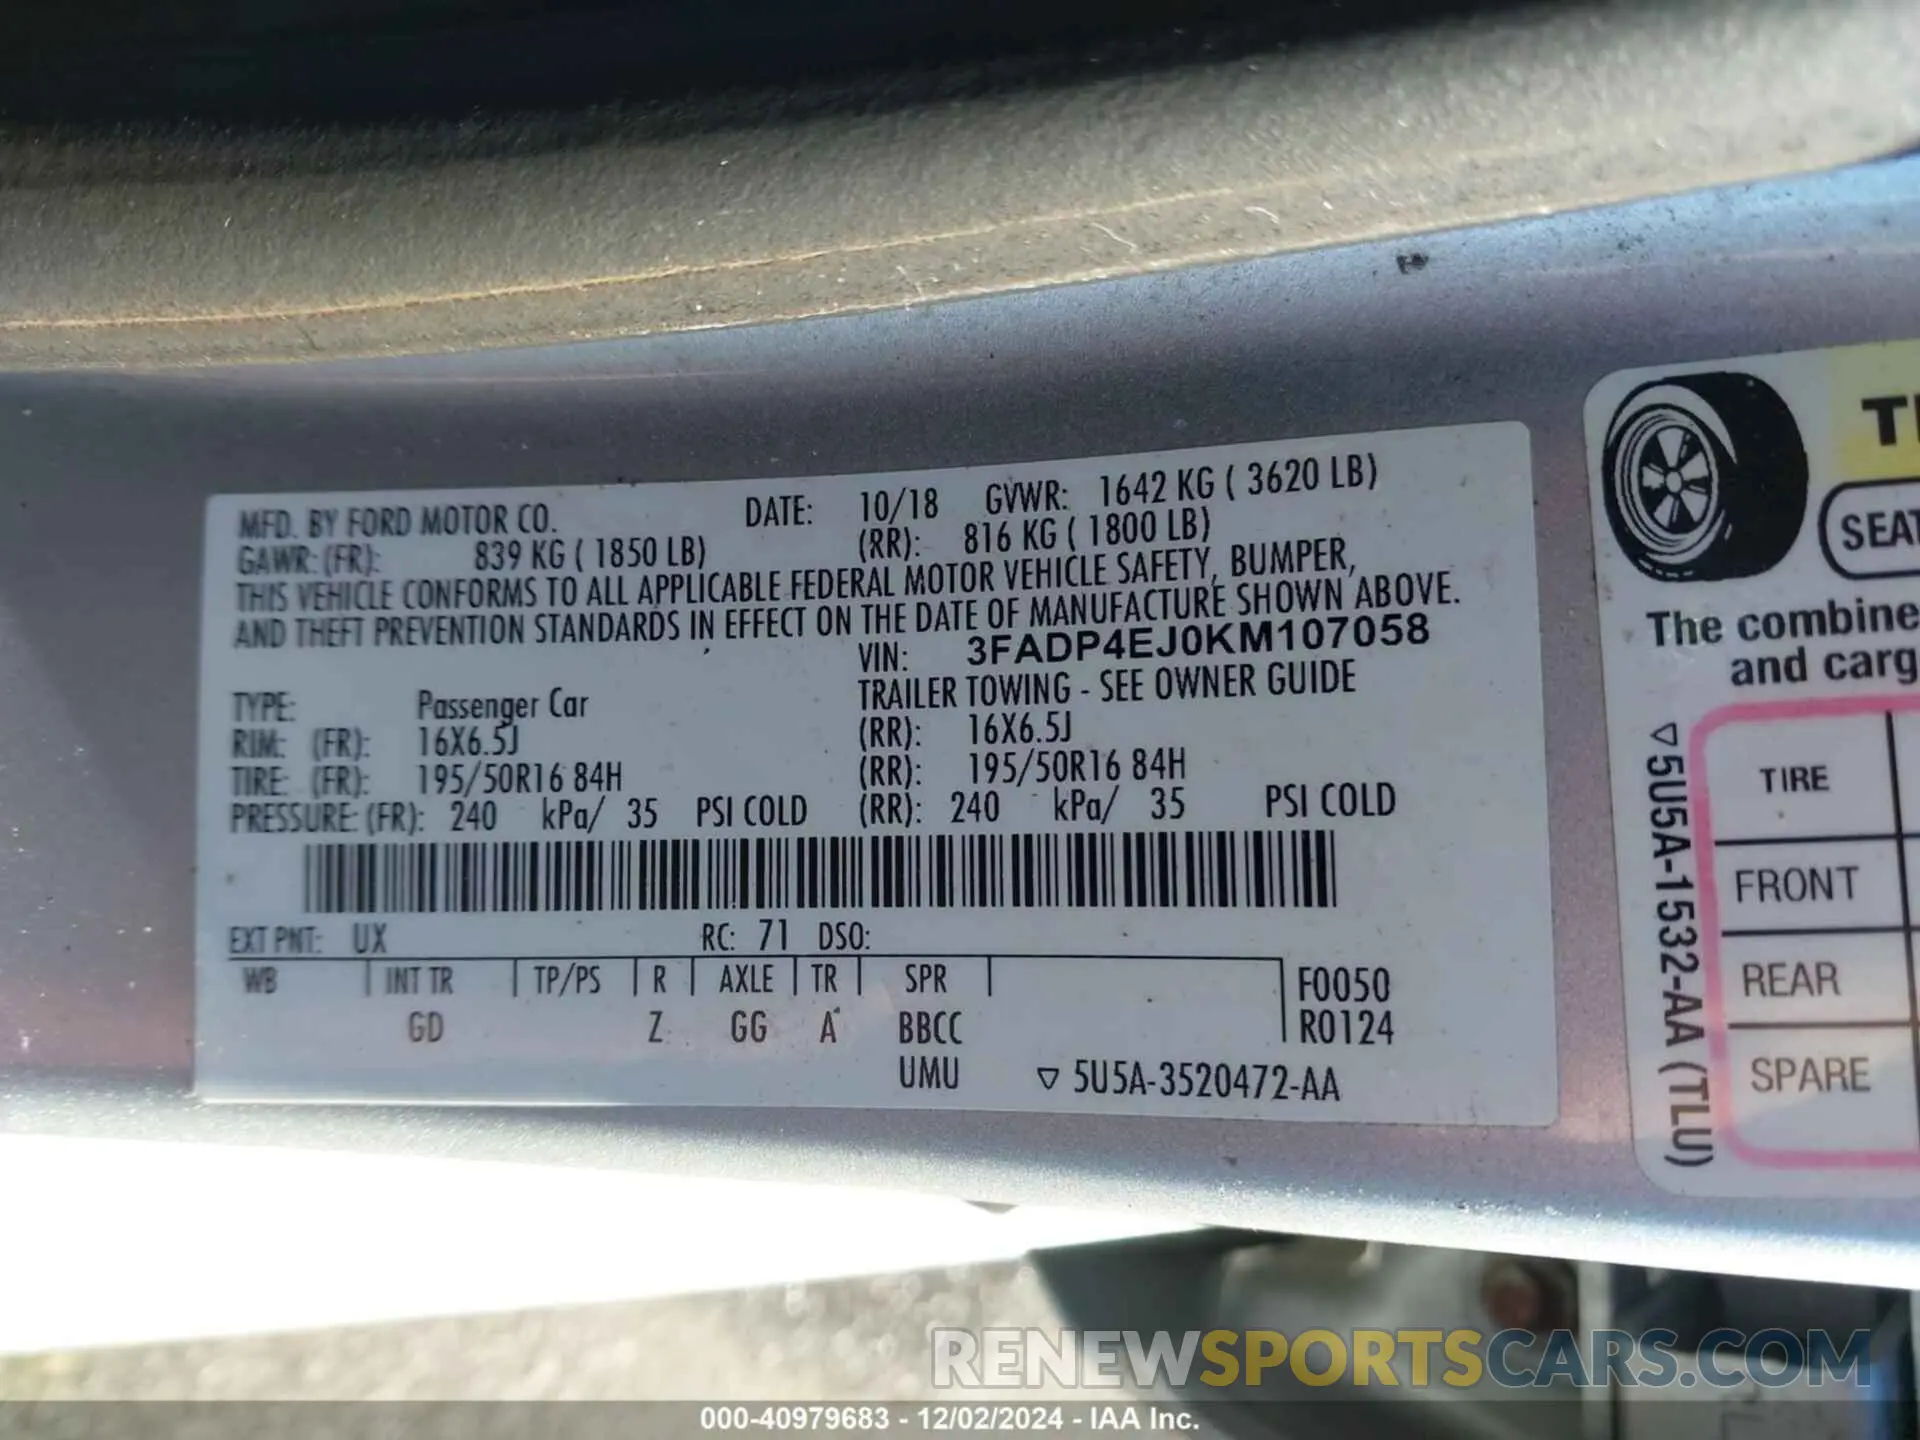 MFD. BY FORD MOTOR CO. DATE: 10/18 GVWR: 1642 KG ( 3620 LB)
GAWR: (FR): 839 KG ( 1850 LB) (RR): 816 KG ( 1800 LB)
THIS VEHICLE CONFORMS TO ALL APPLICABLE FEDERAL MOTOR VEHICLE SAFETY, BUMPER,
AND THEFT PREVENTION STANDARDS IN EFFECT ON THE DATE OF MANUFACTURE SHOWN ABOVE.
VIN: 3FADP4EJ0KM107058
TYPE: Passenger Car TRAILER TOWING - SEE OWNER GUIDE
RIM: (FR): 16X6.5J (RR): 16X6.5J
TIRE: (FR): 195/50R16 84H (RR): 195/50R16 84H
PRESSURE: (FR): 240 kPa/ 35 PSI COLD (RR): 240 kPa/ 35 PSI COLD
EXT PNT: UX RC: 71 DSO:
WB INT TR TP/PS R AXLE TR SPR F0050
GD Z GG A BBCC R0124
UMU ▽ 5U5A-3520472-AA
SEAT
The combine
and carg
▽5U5A-1532-AA (TLU)
TIRE
FRONT
REAR
SPARE
RENEWSPORTSCARS.COM
000-40979683 - 12/02/2024 - IAA Inc.